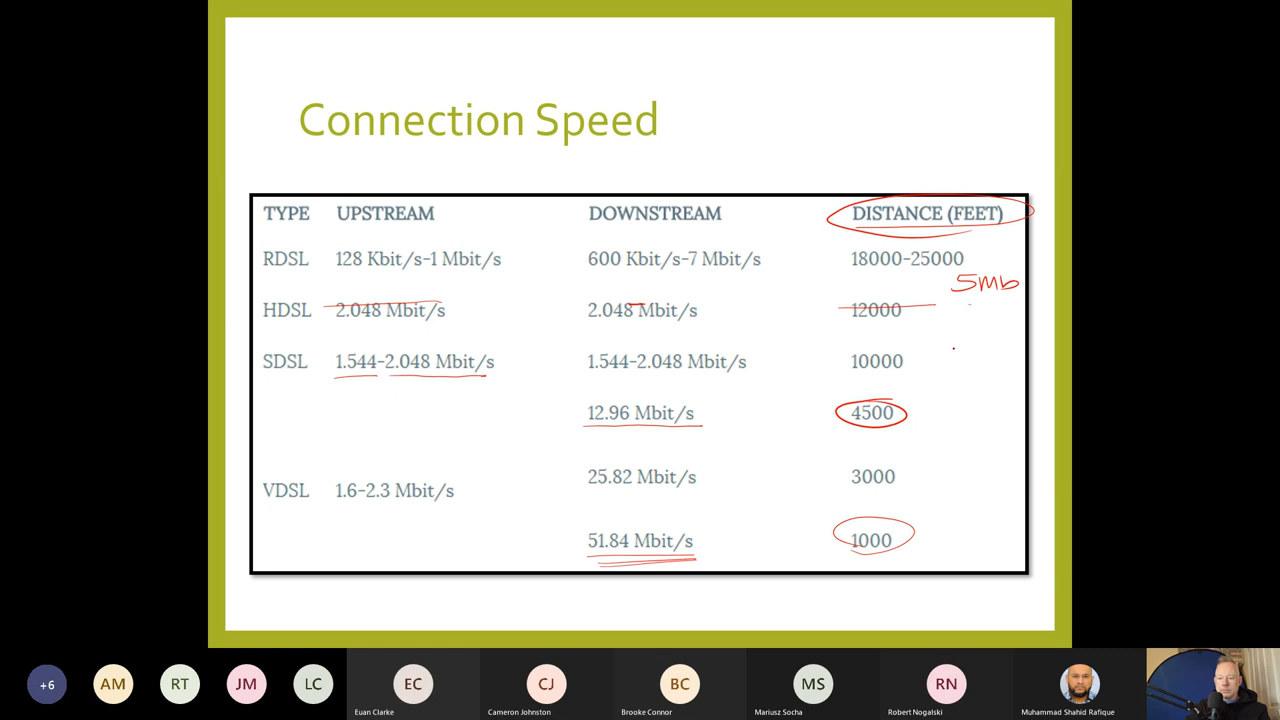 Connection Speed
TYPE UPSTREAM DOWNSTREAM DISTANCE (FEET)
RDSL 128 Kbit/s-1 Mbit/s 600 Kbit/s-7 Mbit/s 18000-25000
5Mb
HDSL 2.048 Mbit/s 2.048 Mbit/s 12000
SDSL 1.544-2.048 Mbit/s 1.544-2.048 Mbit/s 10000
12.96 Mbit/s 4500
25.82 Mbit/s 3000
VDSL 1.6-2.3 Mbit/s
51.84 Mbit/s 1000
+6 AM RT JM LC EC CJ BC MS RN
Euan Clarke Cameron Johnston Brooke Connor Mariusz Socha Robert Nogalski Muhammad Shahid Rafique